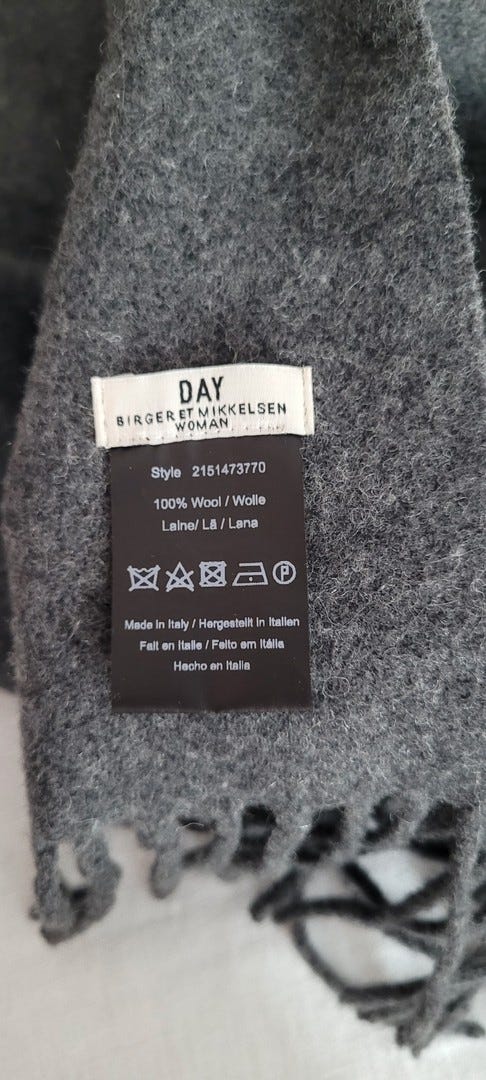 DAY
BIRGER ET MIKKELSEN
WOMAN
Style 2151473770
100% Wool / Wolle
Laine/ Lã / Lana
P
Made in Italy / Hergestellt in Italien
Fait en Italie / Feito em Itália
Hecho en Italia